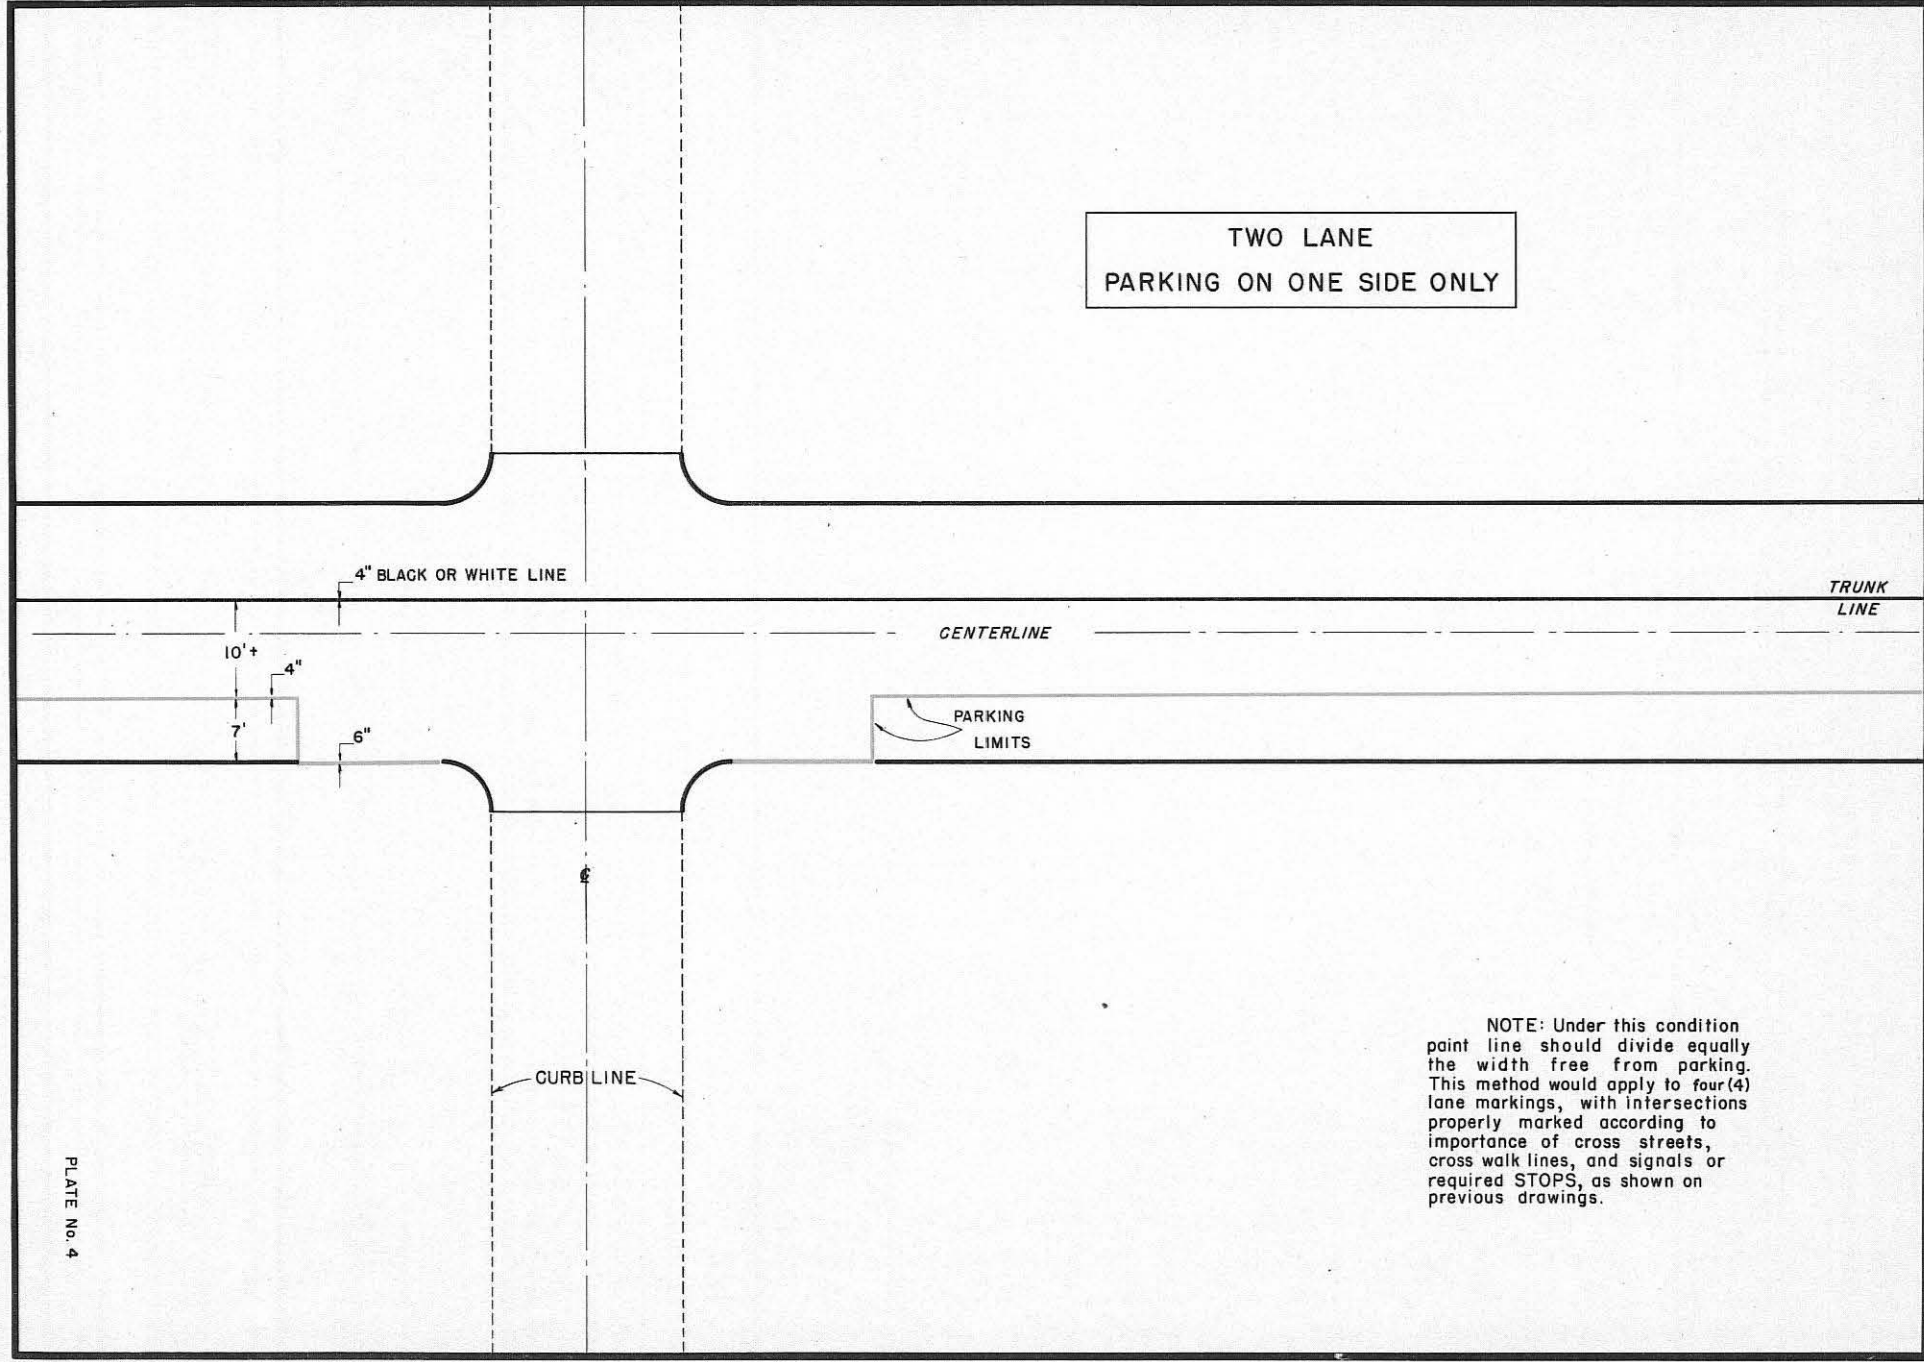 TWO LANE
PARKING ON ONE SIDE ONLY
4" BLACK OR WHITE LINE
TRUNK
LINE
CENTERLINE
10'+
4"
7'
6"
PARKING
LIMITS
℄
CURB LINE
NOTE: Under this condition
paint line should divide equally
the width free from parking.
This method would apply to four(4)
lane markings, with intersections
properly marked according to
importance of cross streets,
cross walk lines, and signals or
required STOPS, as shown on
previous drawings.
PLATE No. 4